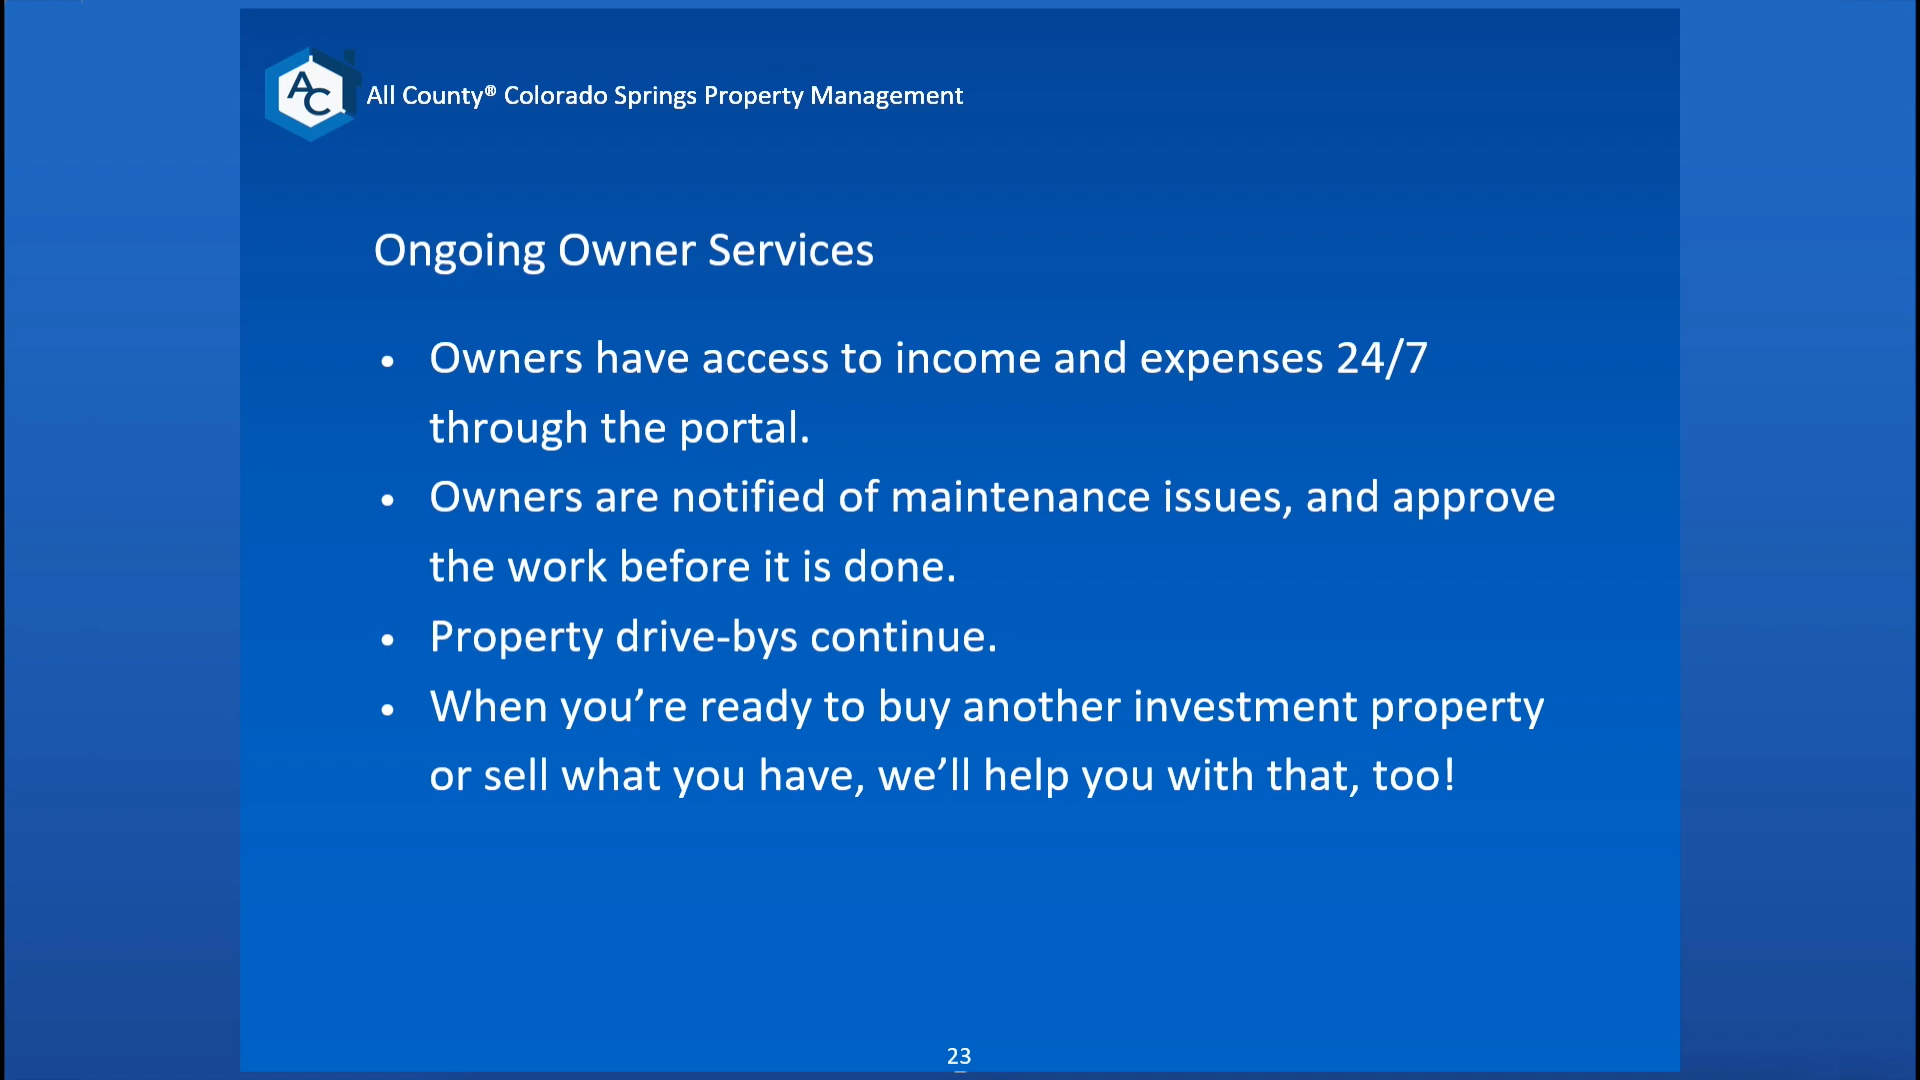 AC
All County® Colorado Springs Property Management
Ongoing Owner Services
• Owners have access to income and expenses 24/7
through the portal.
• Owners are notified of maintenance issues, and approve
the work before it is done.
• Property drive-bys continue.
• When you’re ready to buy another investment property
or sell what you have, we’ll help you with that, too!
23